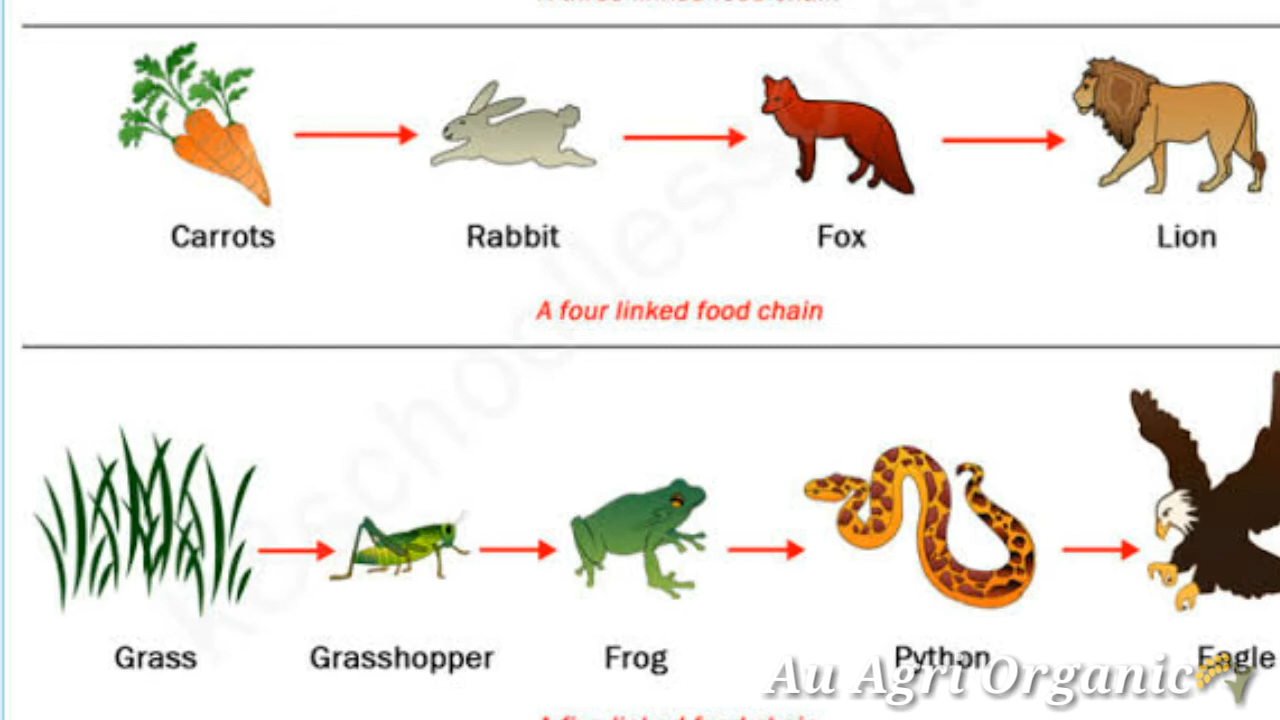 Carrots Rabbit Fox Lion
A four linked food chain
Grass Grasshopper Frog Python Eagle
Au Agri Organic